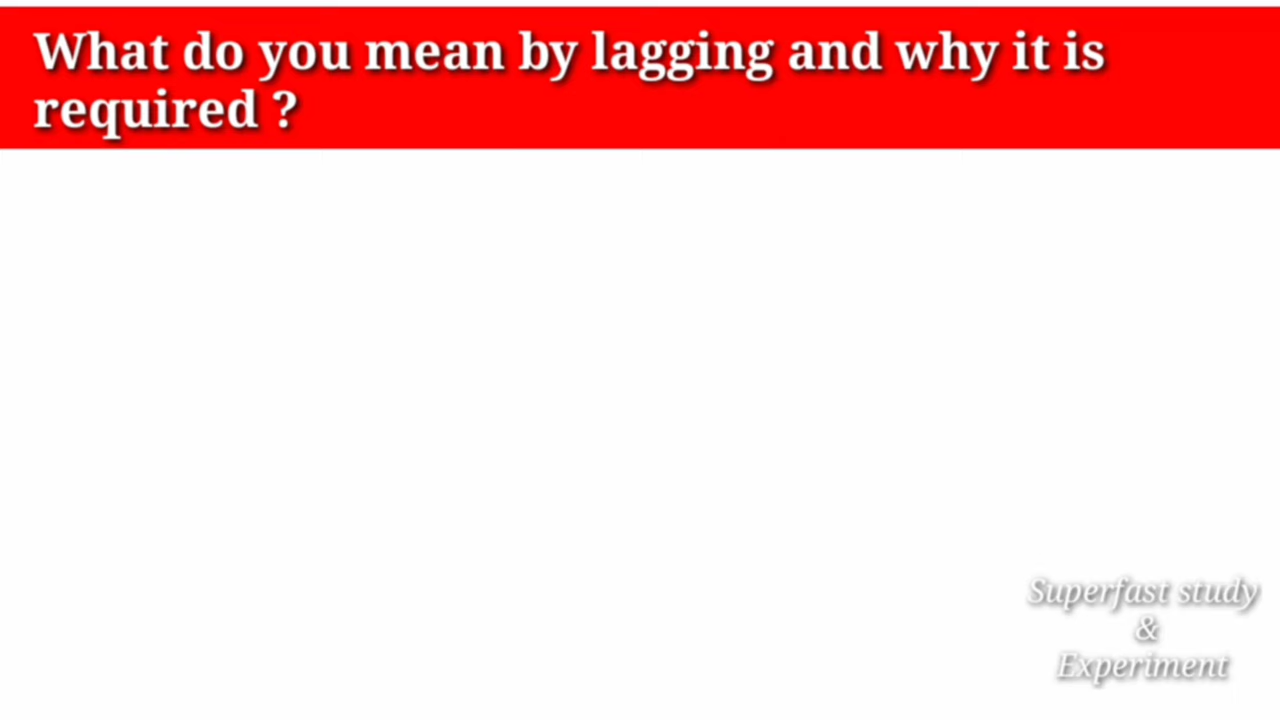 What do you mean by lagging and why it is
required ?
Superfast study
&
Experiment